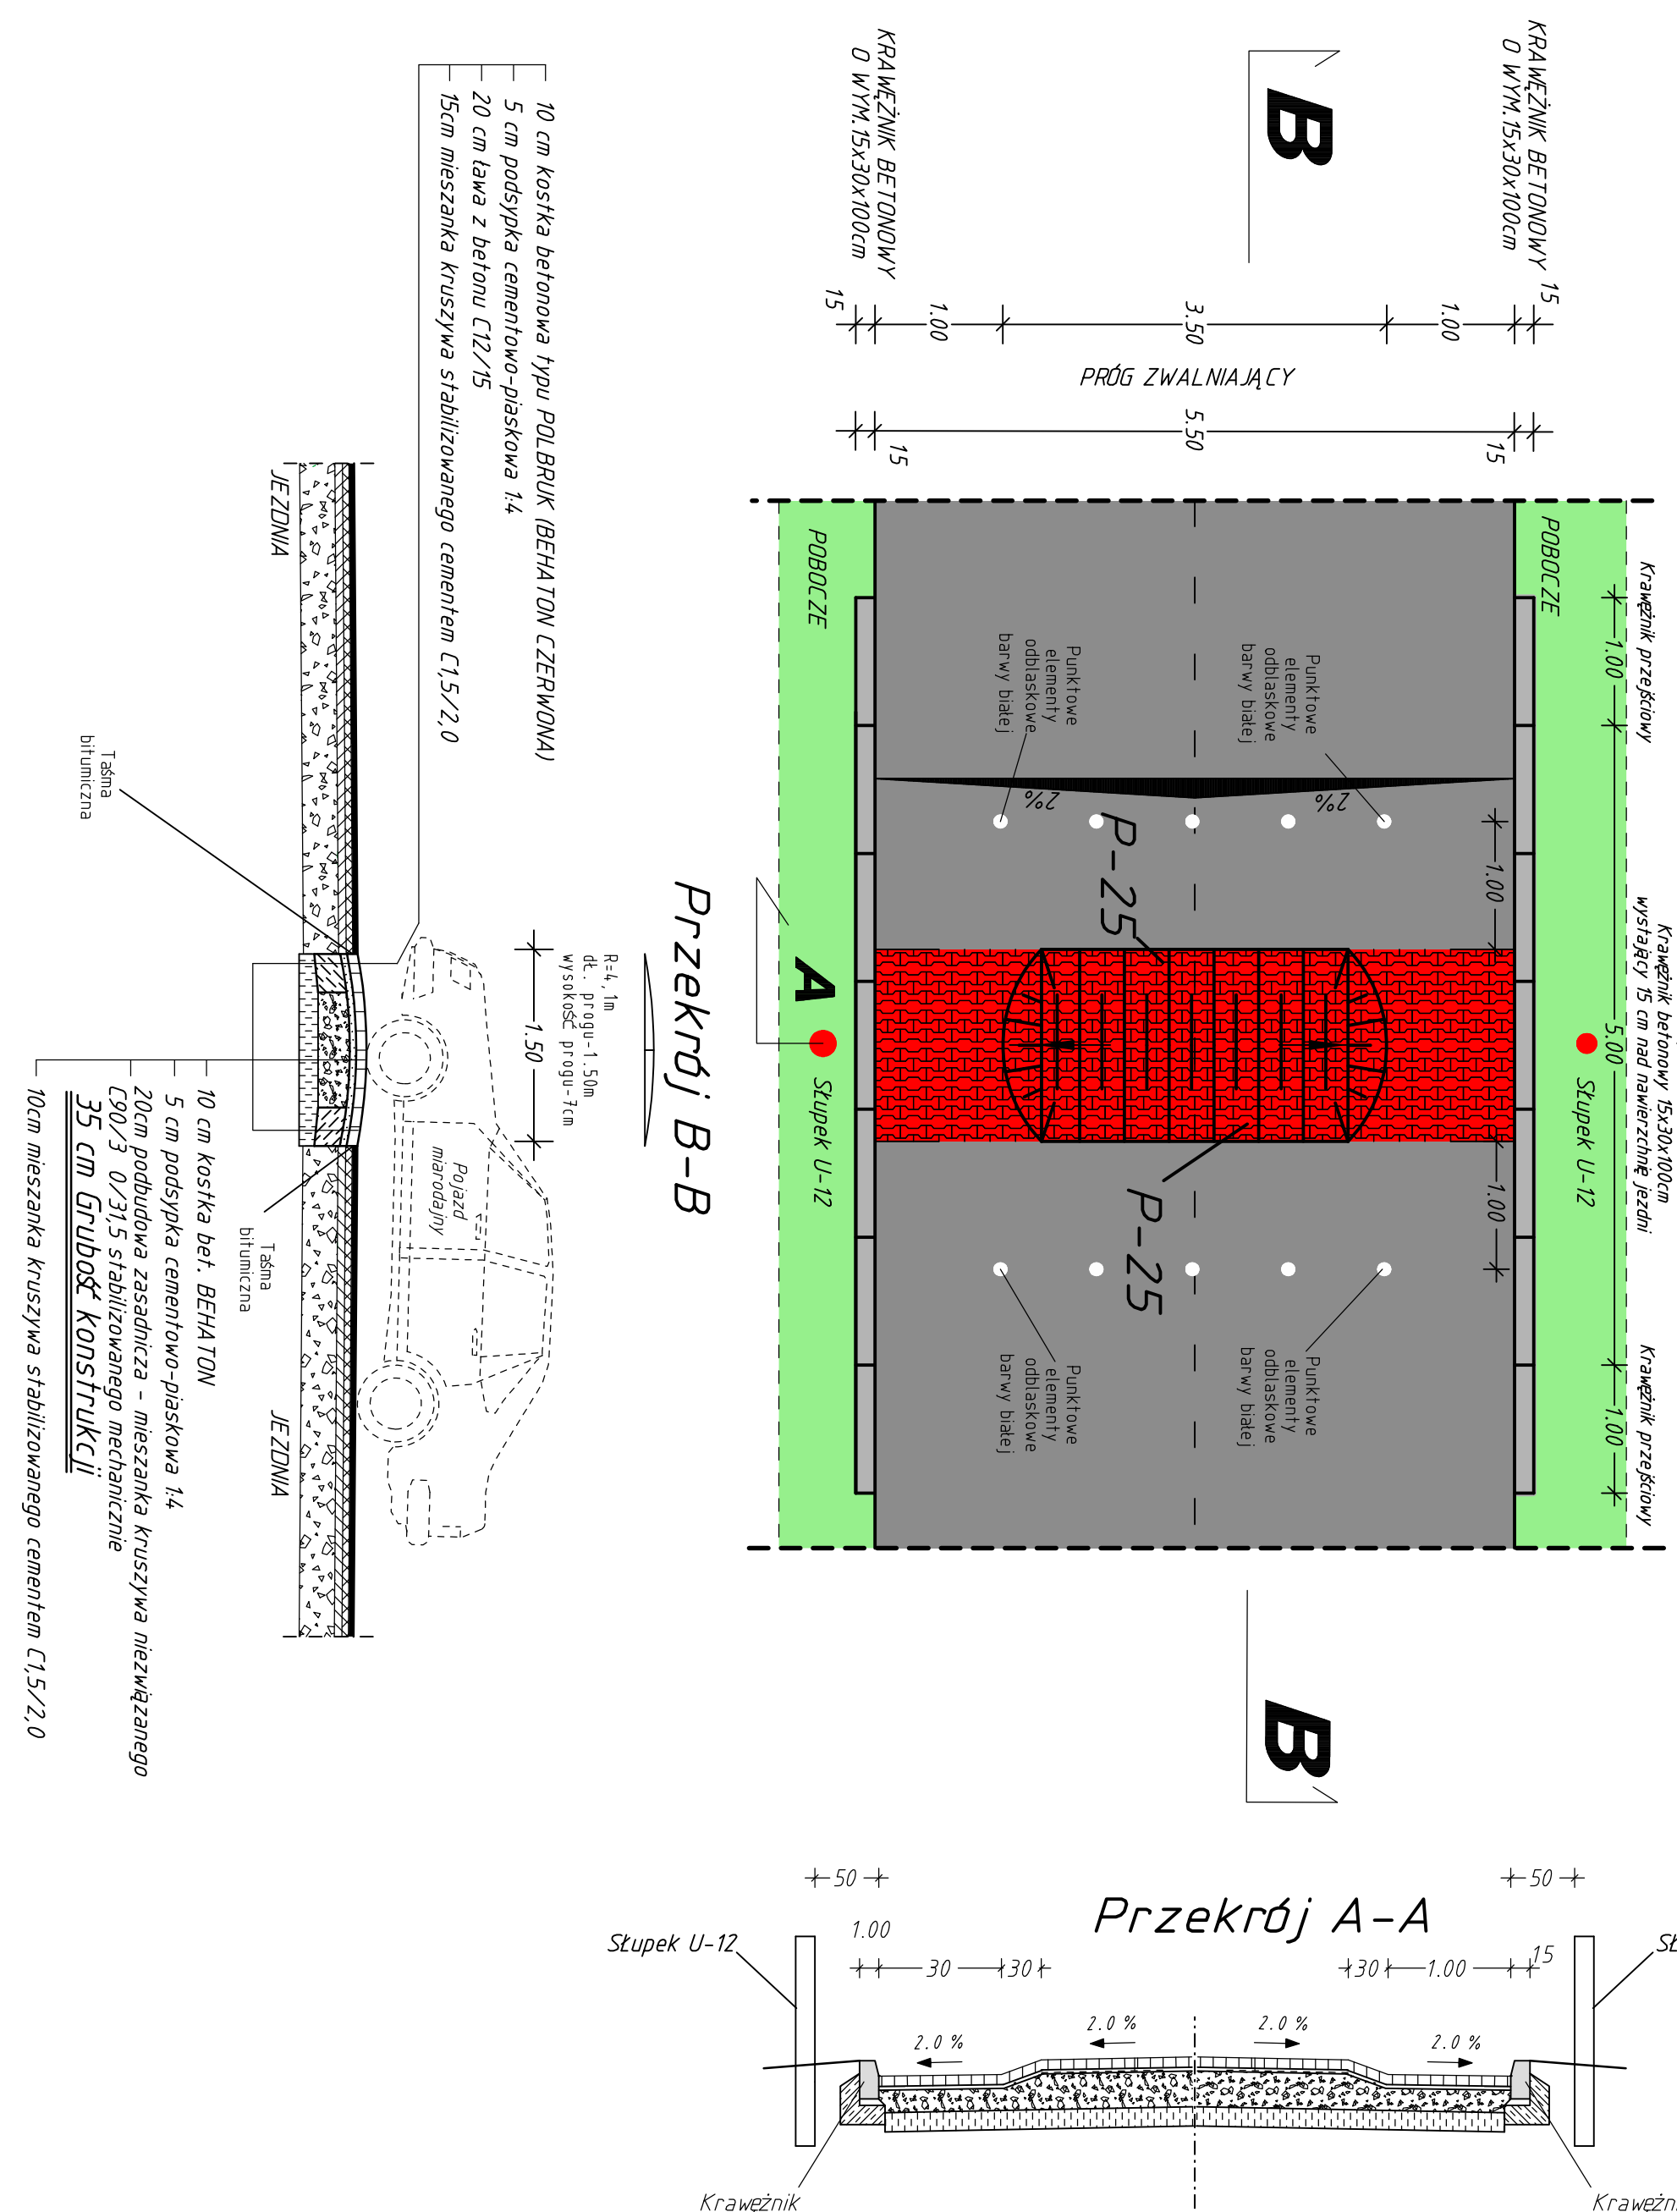 KRAWĘŻNIK BETONOWY
O WYM.15x30x100cm
KRAWĘŻNIK BETONOWY
O WYM.15x30x100cm
B
15
1.00
3.50
1.00
15
PRÓG ZWALNIAJĄCY
15
5.50
15
Krawężnik przejściowy
Krawężnik betonowy 15x30x100cm
wystający 15 cm nad nawierzchnię jezdni
Krawężnik przejściowy
1.00
5.00
1.00
POBOCZE
POBOCZE
Słupek U-12
Słupek U-12
Punktowe
elementy
odblaskowe
barwy białej
Punktowe
elementy
odblaskowe
barwy białej
2%
2%
1.00
1.00
P-25
P-25
Punktowe
elementy
odblaskowe
barwy białej
Punktowe
elementy
odblaskowe
barwy białej
A
B
Przekrój B-B
R=4,1m
dł. progu-1.50m
wysokość progu-7cm
1.50
10 cm kostka betonowa typu POLBRUK (BEHATON CZERWONA)
5 cm podsypka cementowo-piaskowa 1:4
20 cm ława z betonu C12/15
15cm mieszanka kruszywa stabilizowanego cementem C1,5/2,0
Pojazd
miarodajny
JEZDNIA
JEZDNIA
Taśma
bitumiczna
Taśma
bitumiczna
10 cm kostka bet. BEHATON
5 cm podsypka cementowo-piaskowa 1:4
20cm podbudowa zasadnicza - mieszanka kruszywa niezwiązanego
C90/3 0/31,5 stabilizowanego mechanicznie
35 cm Grubość konstrukcji
10cm mieszanka kruszywa stabilizowanego cementem C1,5/2,0
Przekrój A-A
50
50
Słupek U-12
Sł
1.00
30
30
30
1.00
15
2.0 %
2.0 %
2.0 %
2.0 %
Krawężnik
Krawężn